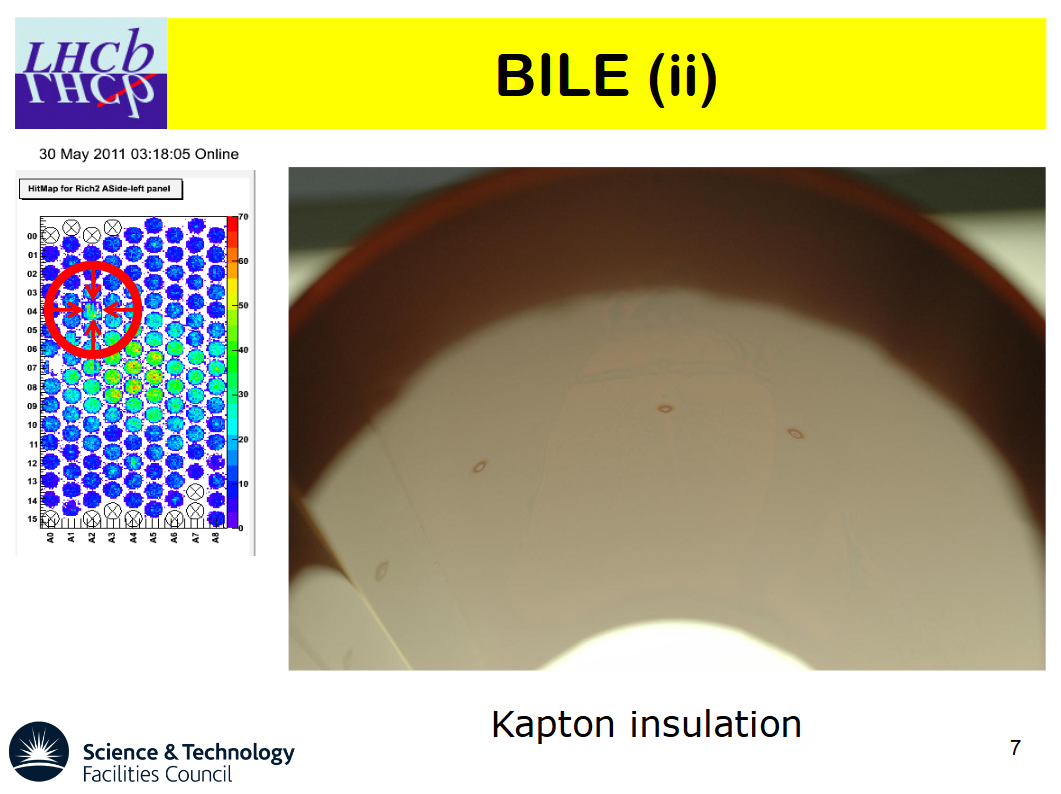 LHCb
LHCb
BILE (ii)
30 May 2011 03:18:05 Online
HitMap for Rich2 ASide-left panel
70
60
50
40
30
20
10
0
00
01
02
03
04
05
06
07
08
09
10
11
12
13
14
15
A0 A1 A2 A3 A4 A5 A6 A7 A8
Kapton insulation
Science & Technology
Facilities Council
7